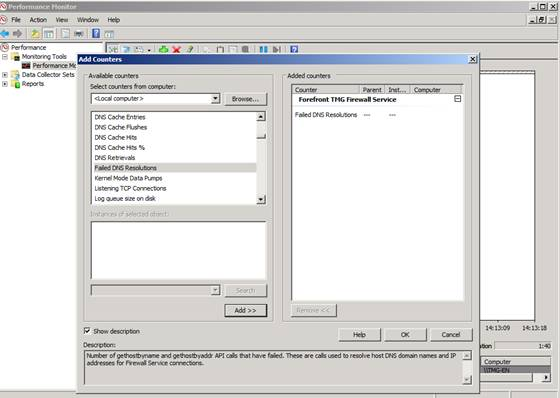 Performance Monitor
File Action View Window Help
Performance
Monitoring Tools
Performance Mo
Data Collector Sets
Reports
Add Counters
Available counters
Select counters from computer:
<Local computer>
Browse...
DNS Cache Entries
DNS Cache Flushes
DNS Cache Hits
DNS Cache Hits %
DNS Retrievals
Failed DNS Resolutions
Kernel Mode Data Pumps
Listening TCP Connections
Log queue size on disk
Instances of selected object:
Search
Add >>
Added counters
Counter Parent Inst... Computer
Forefront TMG Firewall Service
Failed DNS Resolutions --- ---
Remove <<
Show description
Help OK Cancel
Description:
Number of gethostbyname and gethostbyaddr API calls that have failed. These are calls used to resolve host DNS domain names and IP
addresses for Firewall Service connections.
14:13:09 14:13:18
1:40
Computer
\\TMG-EN